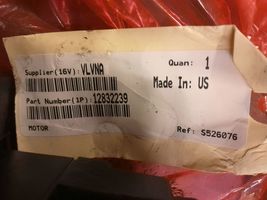 Supplier(16V): VLVNA
Quan: 1
Made In: US
Part Number(1P): 12832239
MOTOR
Ref: S526076